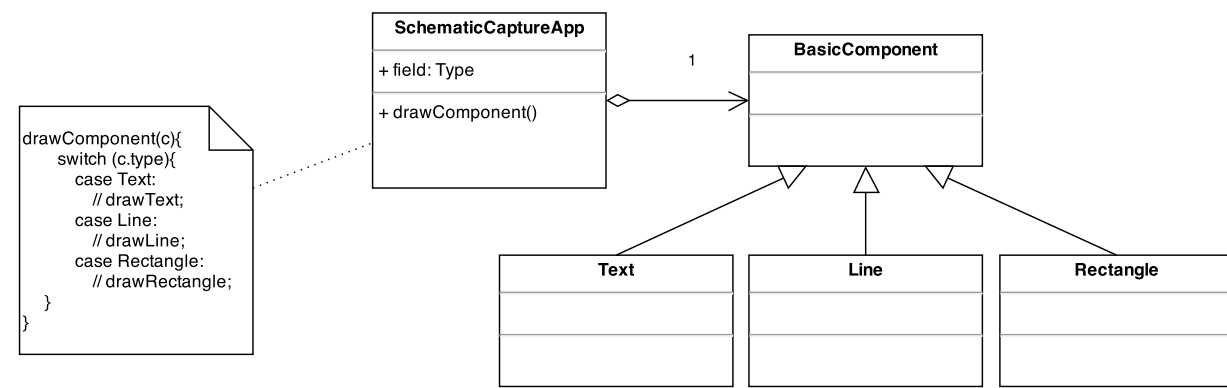 SchematicCaptureApp
+ field: Type
+ drawComponent()
1
BasicComponent
drawComponent(c){
switch (c.type){
case Text:
// drawText;
case Line:
// drawLine;
case Rectangle:
// drawRectangle;
}
}
Text
Line
Rectangle